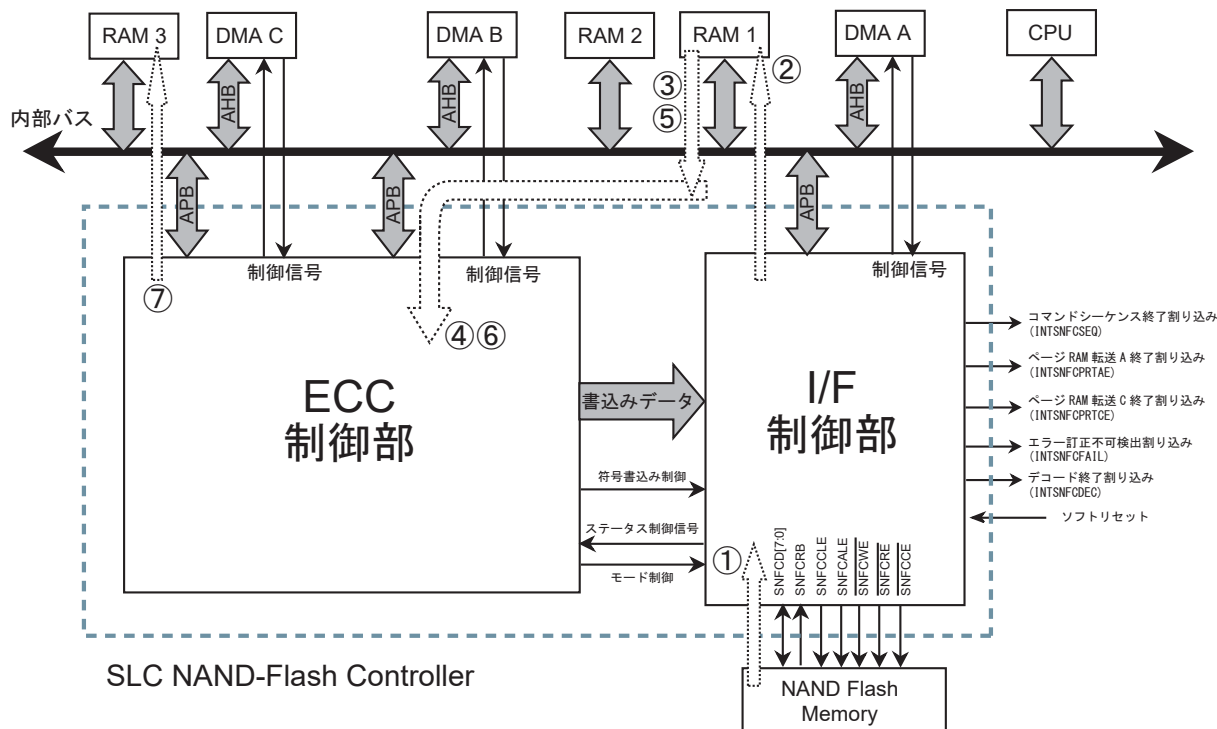 RAM 3
DMA C
DMA B
RAM 2
RAM 1
DMA A
CPU
②
③
⑤
AHB
AHB
AHB
内部バス
APB
APB
APB
制御信号
制御信号
制御信号
⑦
④⑥
ECC
制御部
書込みデータ
I/F
制御部
符号書込み制御
ステータス制御信号
モード制御
①
SNFCD[7:0]
SNFCRB
SNFCCLE
SNFCALE
SNFCWE
SNFCRE
SNFCCE
コマンドシーケンス終了割り込み
(INTSNFCSEQ)
ページ RAM 転送 A 終了割り込み
(INTSNFCPRTAE)
ページ RAM 転送 C 終了割り込み
(INTSNFCPRTCE)
エラー訂正不可検出割り込み
(INTSNFCFAIL)
デコード終了割り込み
(INTSNFCDEC)
ソフトリセット
SLC NAND-Flash Controller
NAND Flash
Memory